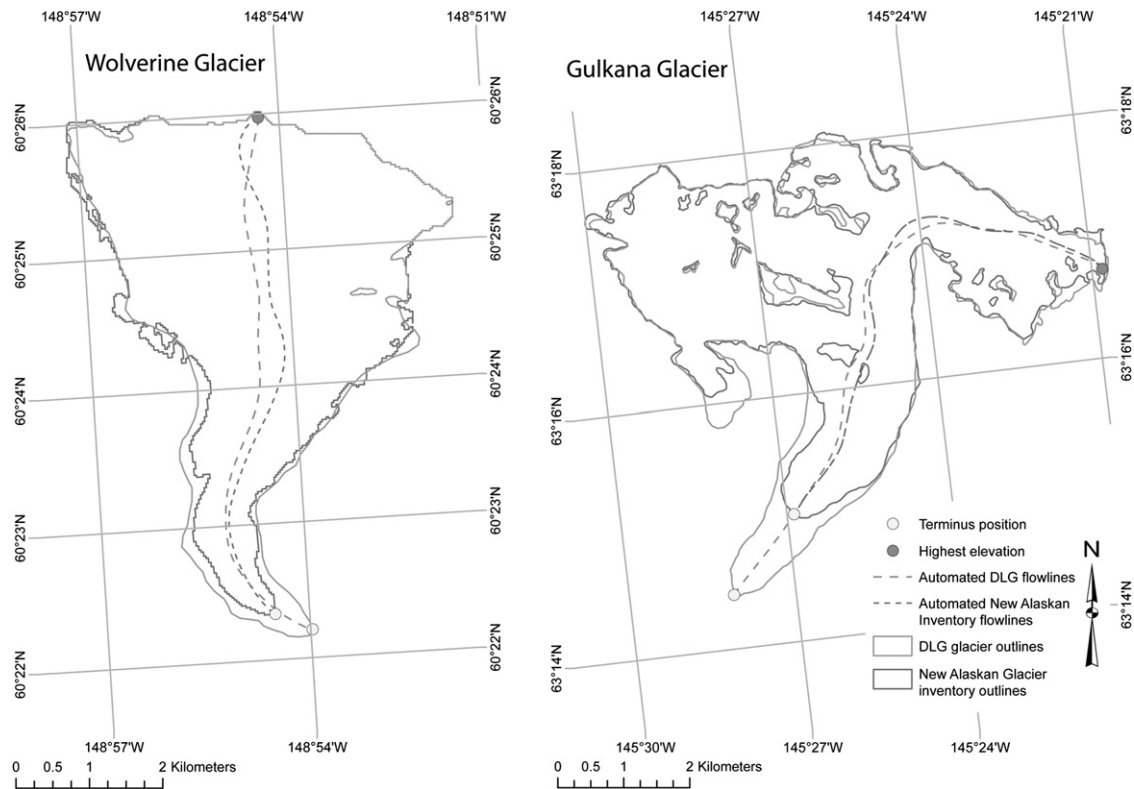 148°57'W
148°54'W
148°51'W
Wolverine Glacier
60°26'N
60°26'N
60°25'N
60°25'N
60°24'N
60°24'N
60°23'N
60°23'N
60°22'N
60°22'N
148°57'W
148°54'W
0 0.5 1 2 Kilometers
145°27'W
145°24'W
145°21'W
Gulkana Glacier
63°18'N
63°18'N
63°16'N
63°16'N
63°14'N
63°14'N
Terminus position
Highest elevation
Automated DLG flowlines
Automated New Alaskan
Inventory flowlines
DLG glacier outlines
New Alaskan Glacier
inventory outlines
N
145°30'W
145°27'W
145°24'W
0 0.5 1 2 Kilometers